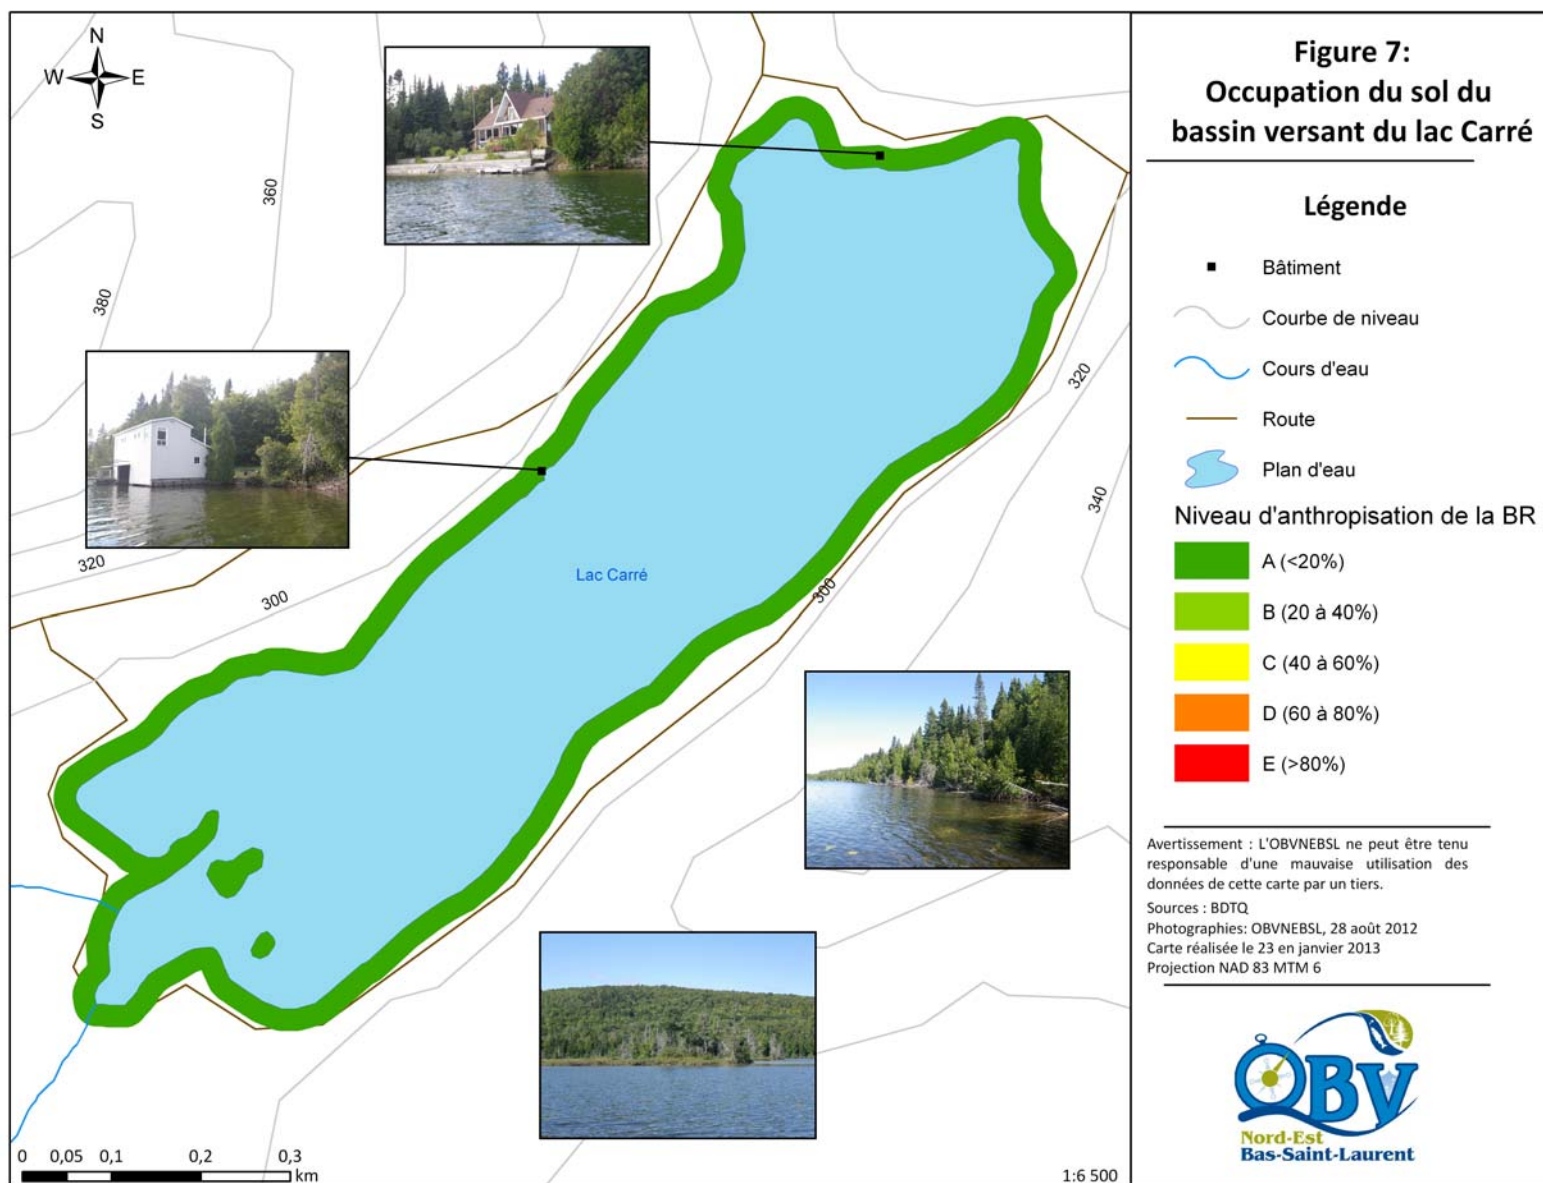 N
W
E
S
360
380
320
300
320
340
300
Lac Carré
0 0,05 0,1 0,2 0,3
km
1:6 500
Figure 7:
Occupation du sol du
bassin versant du lac Carré
Légende
Bâtiment
Courbe de niveau
Cours d'eau
Route
Plan d'eau
Niveau d'anthropisation de la BR
A (<20%)
B (20 à 40%)
C (40 à 60%)
D (60 à 80%)
E (>80%)
Avertissement : L'OBVNEBSL ne peut être tenu
responsable d'une mauvaise utilisation des
données de cette carte par un tiers.
Sources : BDTQ
Photographies: OBVNEBSL, 28 août 2012
Carte réalisée le 23 en janvier 2013
Projection NAD 83 MTM 6
OBV
Nord-Est
Bas-Saint-Laurent